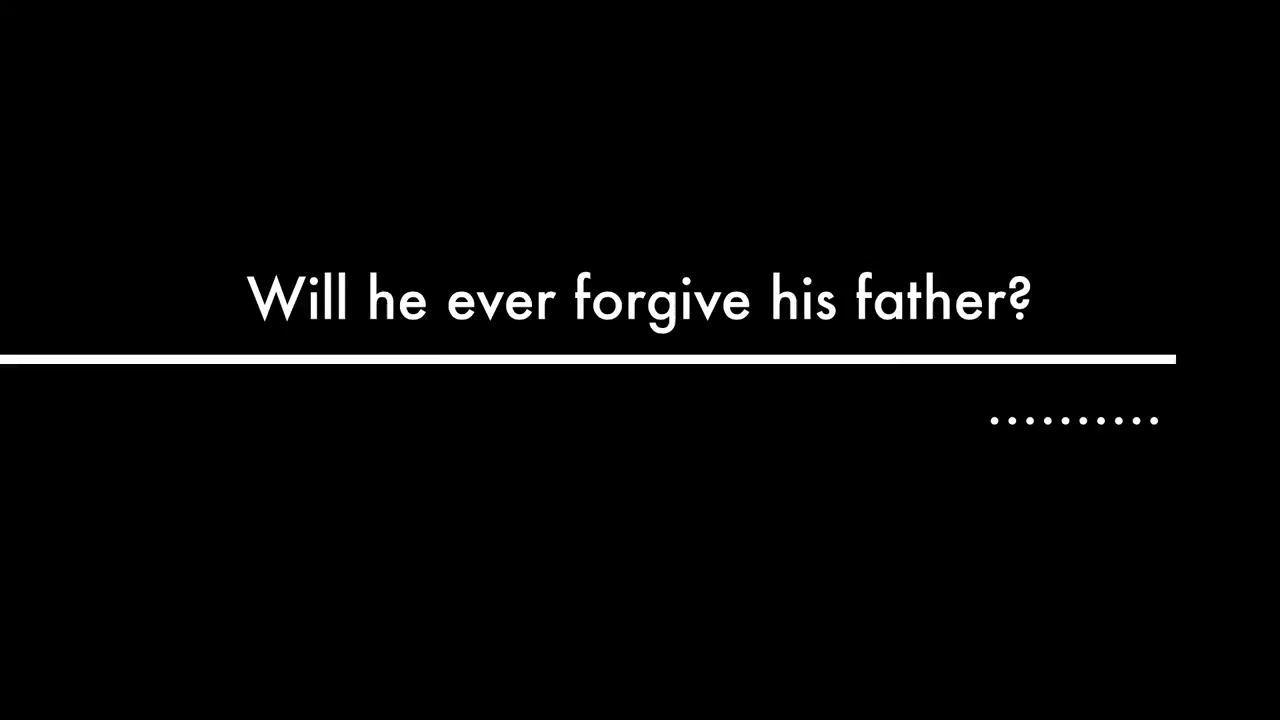 Will he ever forgive his father?
..........